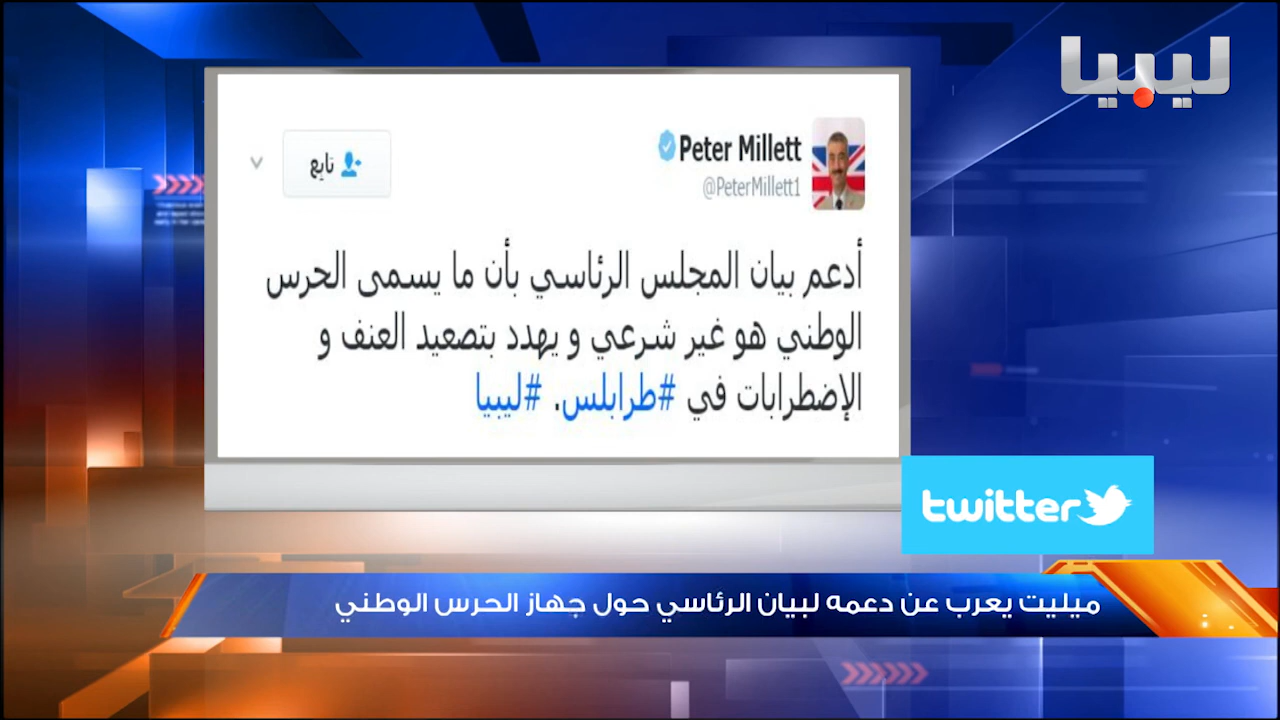 ليبيا
Peter Millett
@PeterMillett1
تابع
أدعم بيان المجلس الرئاسي بأن ما يسمى الحرس
الوطني هو غير شرعي و يهدد بتصعيد العنف و
الإضطرابات في #طرابلس. #ليبيا
twitter
ميليت يعرب عن دعمه لبيان الرئاسي حول جهاز الحرس الوطني